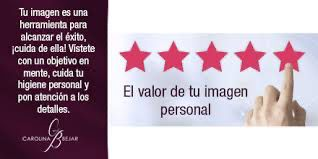 Tu imagen es una
herramienta para
alcanzar el éxito,
¡cuida de ella! Vístete
con un objetivo en
mente, cuida tu
higiene personal y
pon atención a los
detalles.
CAROLINA BEJAR
El valor de tu imagen
personal